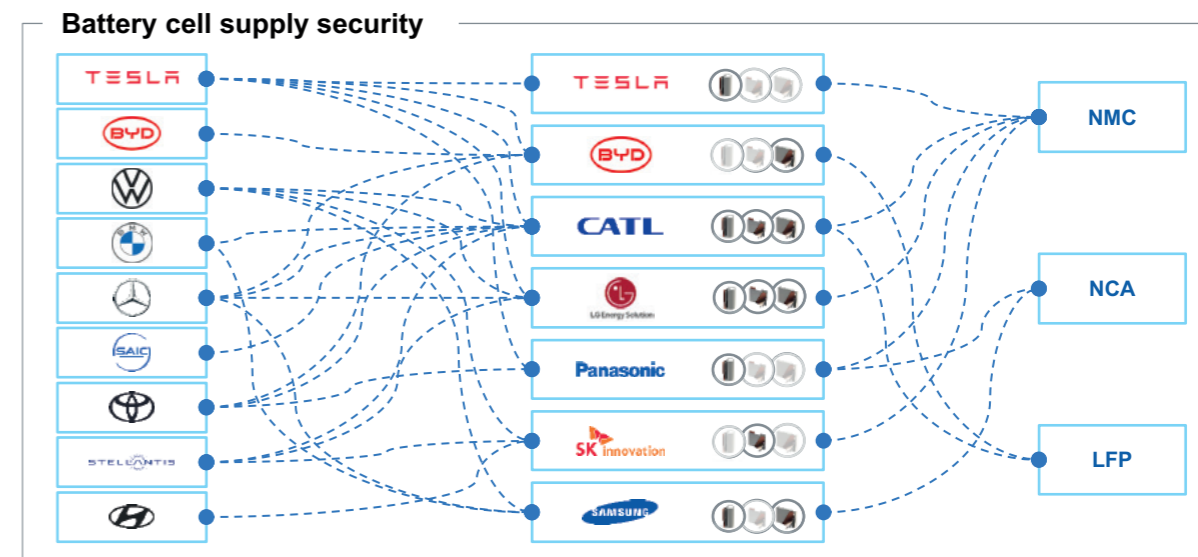 Battery cell supply security
TESLA
BYD
BMW
SAIC
STELLANTIS
TESLA
BYD
CATL
LG
LG Energy Solution
Panasonic
SK innovation
SAMSUNG
NMC
NCA
LFP